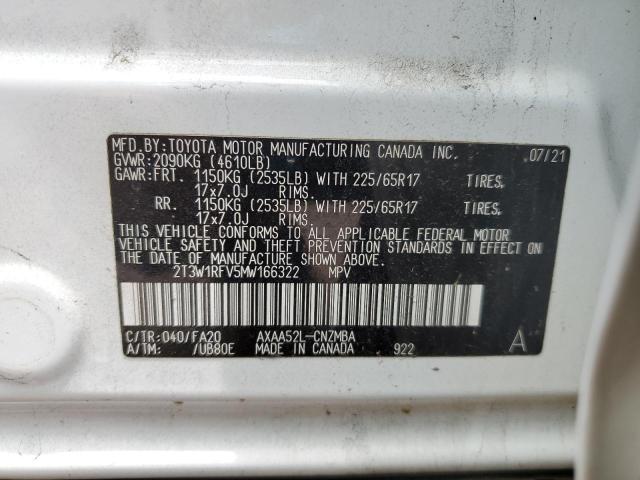 MFD.BY:TOYOTA MOTOR MANUFACTURING CANADA INC. 07/21
GVWR:2090KG (4610LB)
GAWR:FRT. 1150KG (2535LB) WITH 225/65R17 TIRES,
17x7.0J RIMS.
RR. 1150KG (2535LB) WITH 225/65R17 TIRES,
17x7.0J RIMS.
THIS VEHICLE CONFORMS TO ALL APPLICABLE FEDERAL MOTOR
VEHICLE SAFETY AND THEFT PREVENTION STANDARDS IN EFFECT ON
THE DATE OF MANUFACTURE SHOWN ABOVE.
2T3W1RFV5MW166322 MPV
C/TR:040/FA20 AXAA52L-CNZMBA
A/TM: /UB80E MADE IN CANADA 922 A